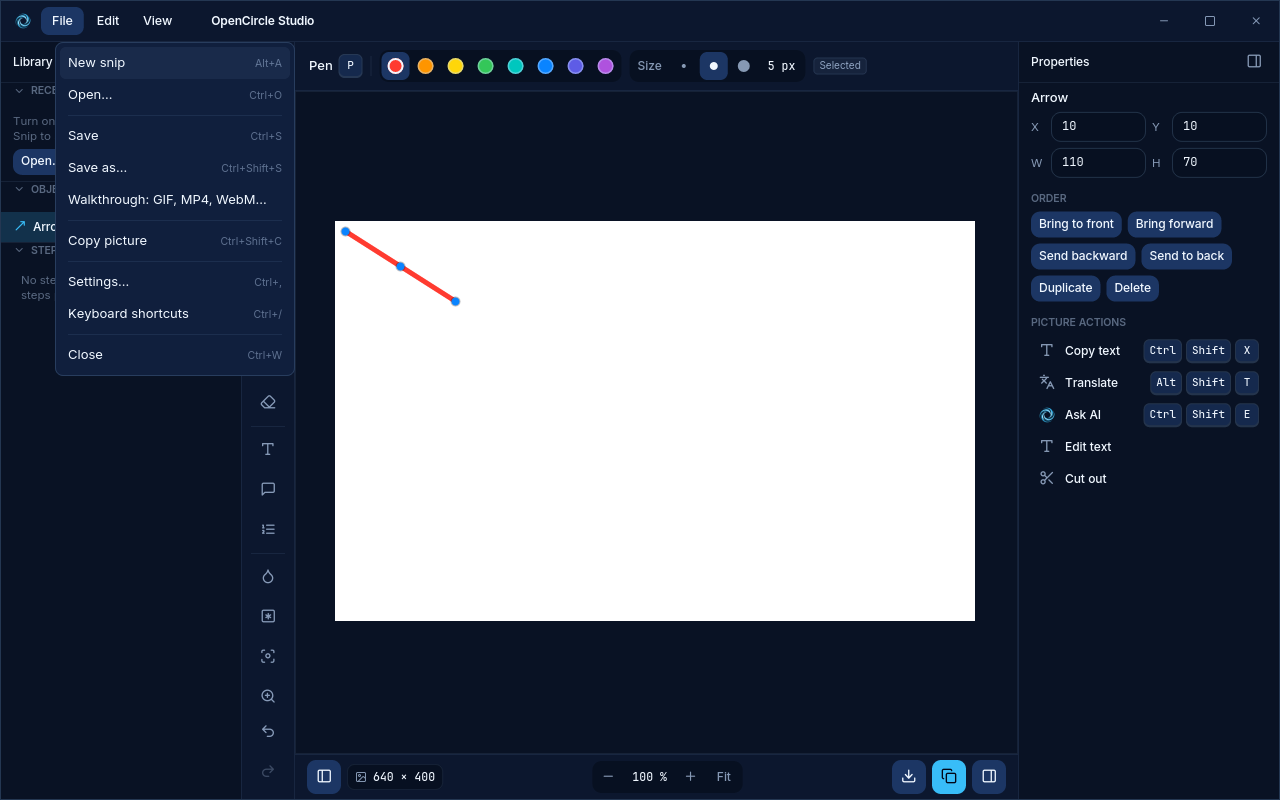 File Edit View OpenCircle Studio
Library
New snip Alt+A
Open... Ctrl+O
Save Ctrl+S
Save as... Ctrl+Shift+S
Walkthrough: GIF, MP4, WebM...
Copy picture Ctrl+Shift+C
Settings... Ctrl+,
Keyboard shortcuts Ctrl+/
Close Ctrl+W
Turn on
Snip to
Open.
No ste
steps
Pen P
Size 5 px Selected
640 × 400
100 % Fit
Properties
Arrow
X 10 Y 10
W 110 H 70
ORDER
Bring to front Bring forward
Send backward Send to back
Duplicate Delete
PICTURE ACTIONS
Copy text Ctrl Shift X
Translate Alt Shift T
Ask AI Ctrl Shift E
Edit text
Cut out